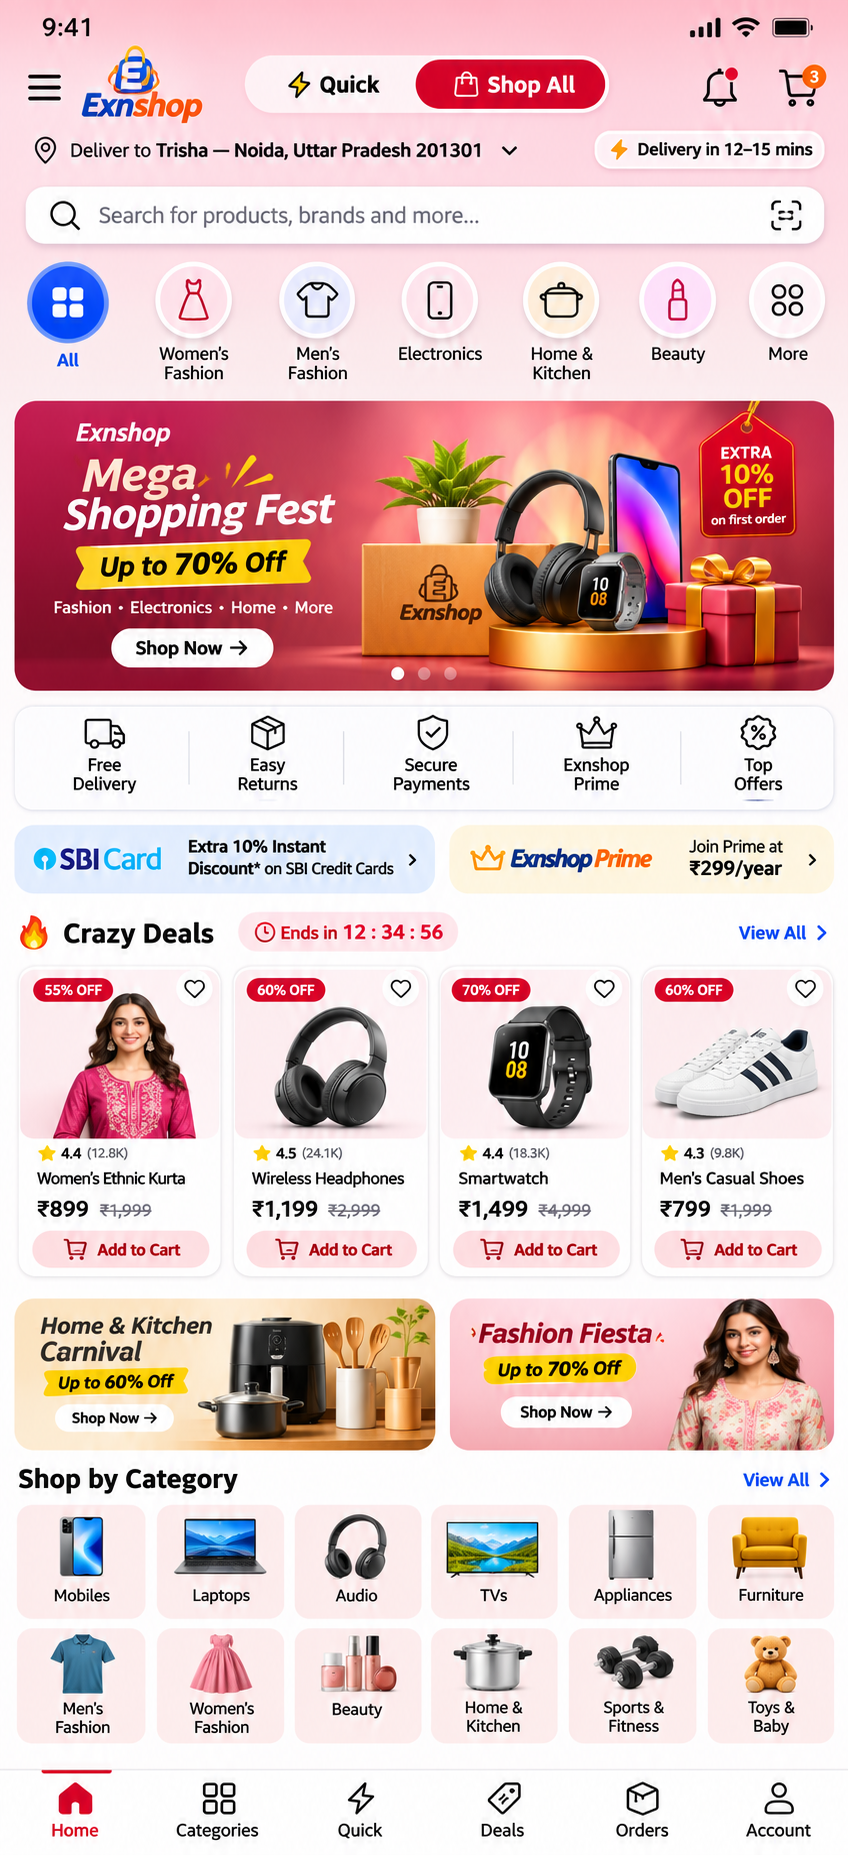 9:41
Exnshop
Quick
Shop All
3
Deliver to Trisha — Noida, Uttar Pradesh 201301
Delivery in 12–15 mins
Search for products, brands and more...
All
Women's
Fashion
Men's
Fashion
Electronics
Home &
Kitchen
Beauty
More
Exnshop
Mega
Shopping Fest
Up to 70% Off
Fashion • Electronics • Home • More
Shop Now →
Exnshop
10
08
EXTRA
10%
OFF
on first order
Free
Delivery
Easy
Returns
Secure
Payments
Exnshop
Prime
Top
Offers
SBI Card
Extra 10% Instant
Discount* on SBI Credit Cards
Exnshop Prime
Join Prime at
₹299/year
Crazy Deals
Ends in 12 : 34 : 56
View All
55% OFF
60% OFF
70% OFF
60% OFF
10
08
4.4 (12.8K)
Women's Ethnic Kurta
₹899 ₹1,999
Add to Cart
4.5 (24.1K)
Wireless Headphones
₹1,199 ₹2,999
Add to Cart
4.4 (18.3K)
Smartwatch
₹1,499 ₹4,999
Add to Cart
4.3 (9.8K)
Men's Casual Shoes
₹799 ₹1,999
Add to Cart
Home & Kitchen
Carnival
Up to 60% Off
Shop Now →
Fashion Fiesta
Up to 70% Off
Shop Now →
Shop by Category
View All
Mobiles
Laptops
Audio
TVs
Appliances
Furniture
Men's
Fashion
Women's
Fashion
Beauty
Home &
Kitchen
Sports &
Fitness
Toys &
Baby
Home
Categories
Quick
Deals
Orders
Account